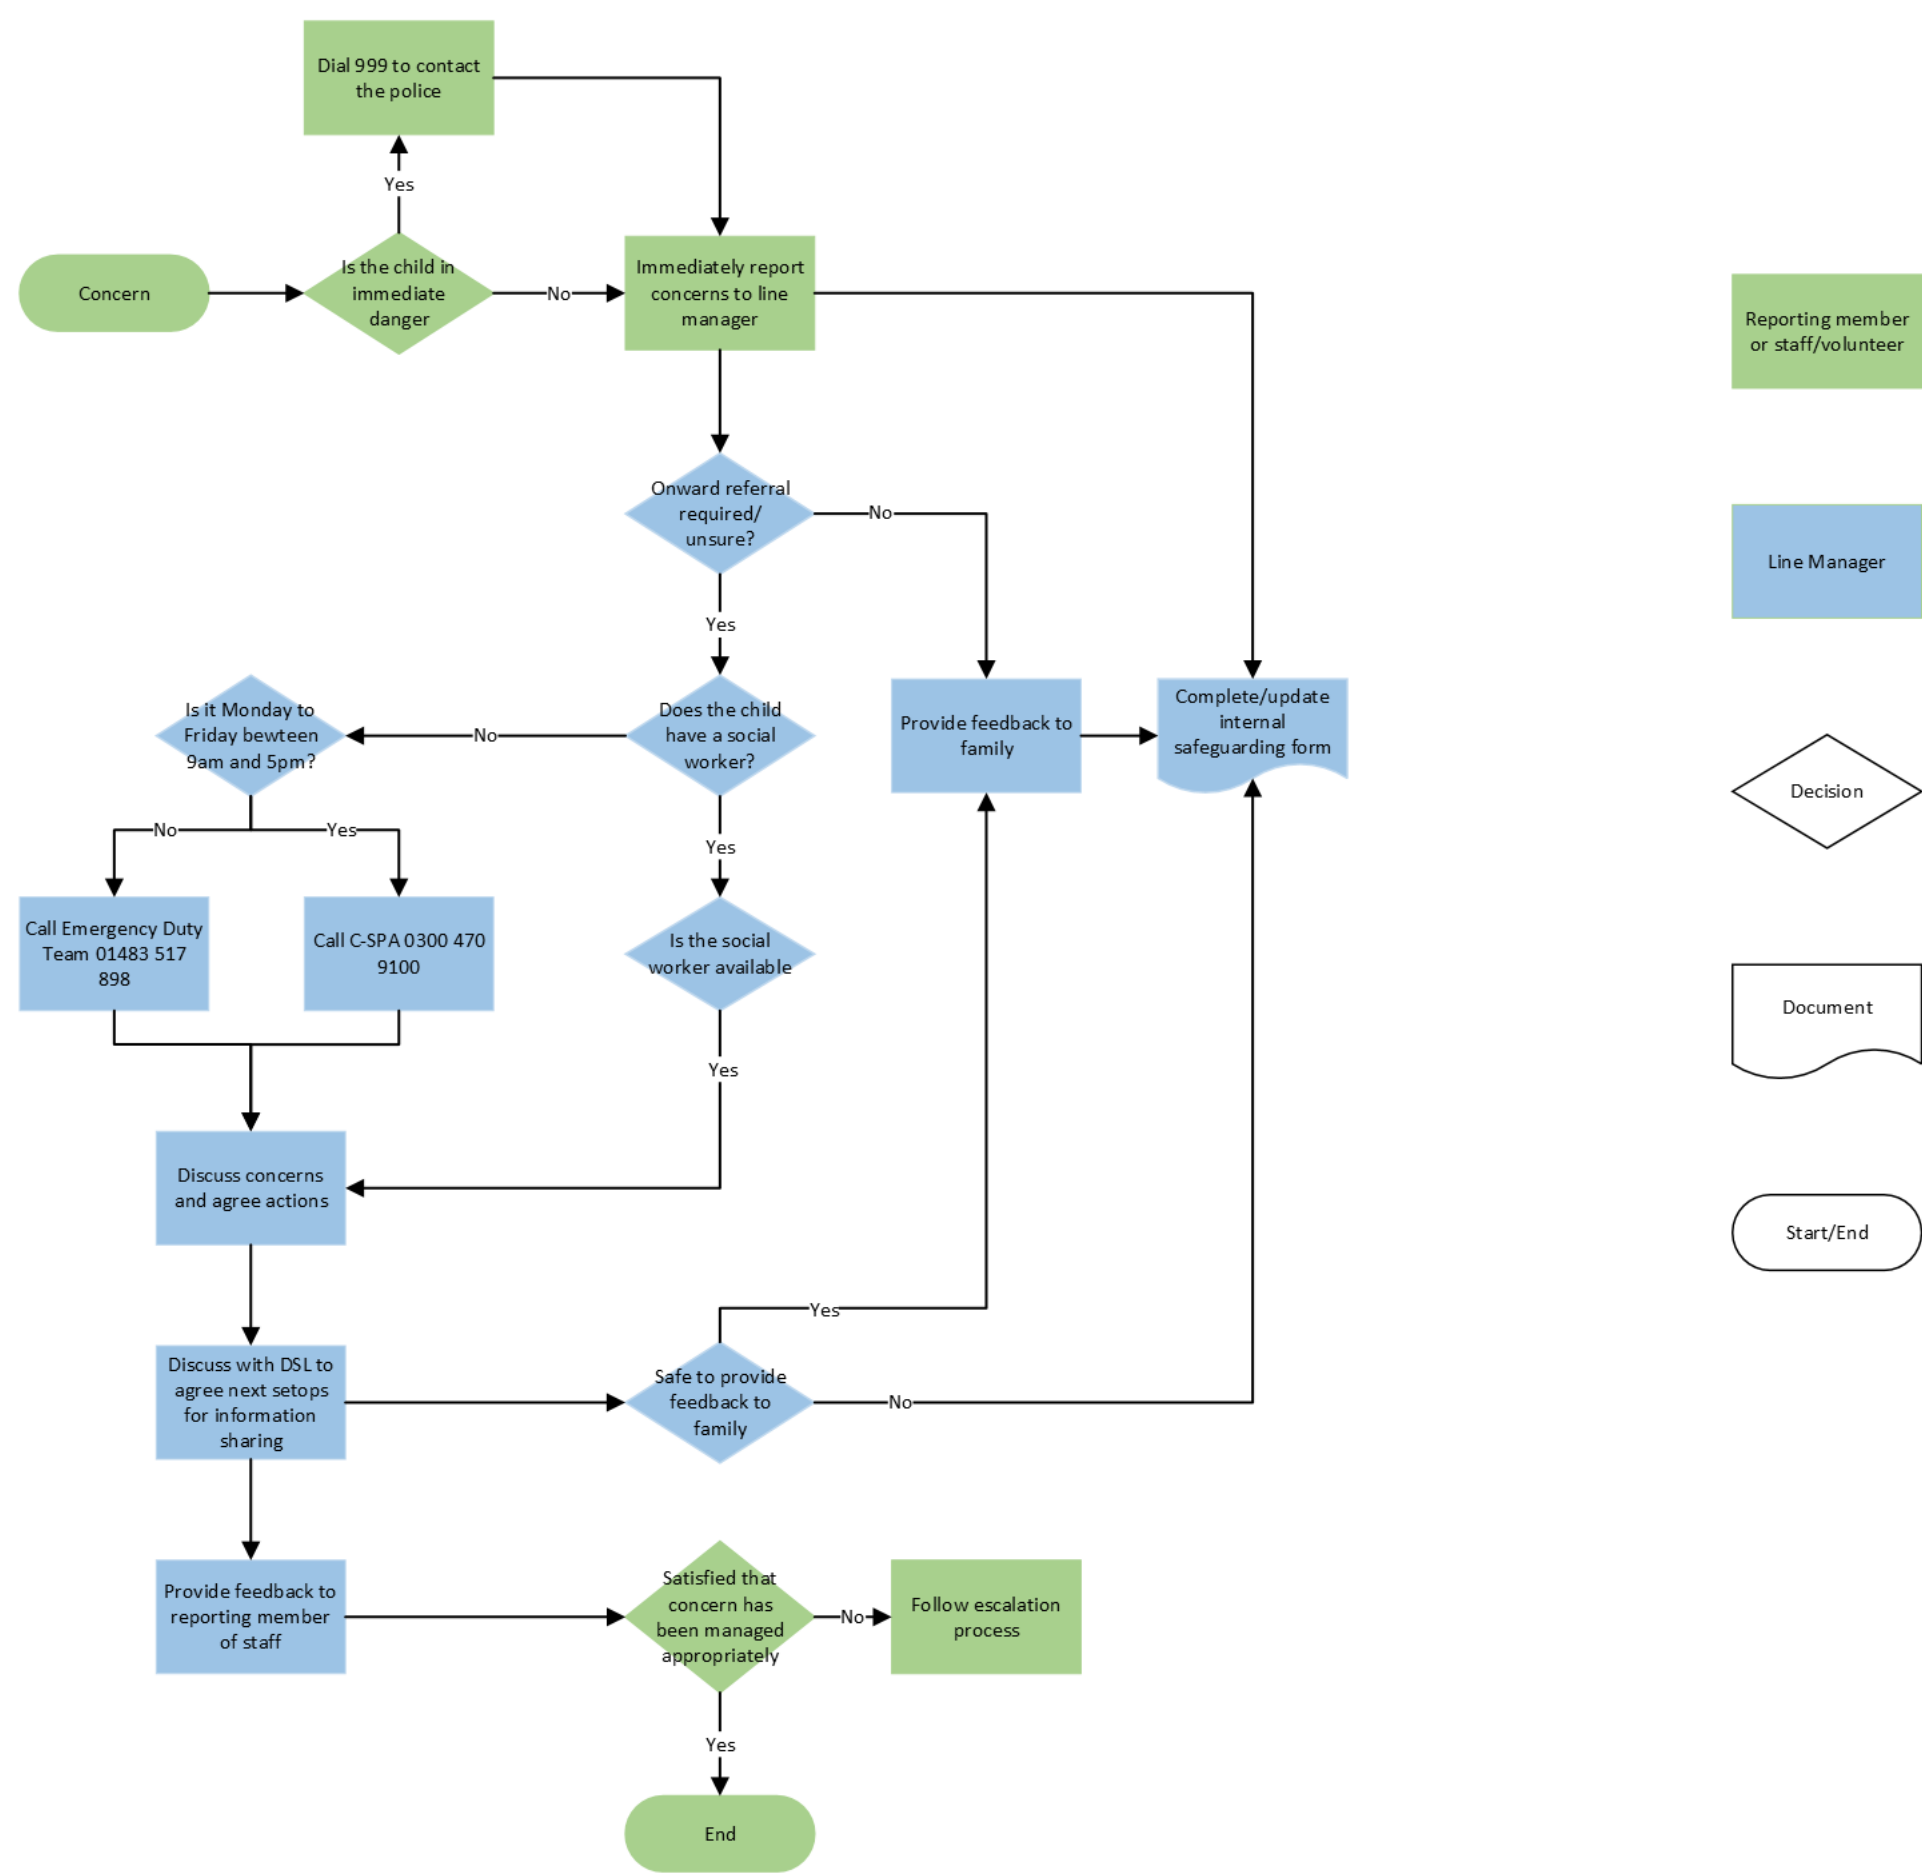 Dial 999 to contact
the police
Yes
Concern
Is the child in
immediate
danger
No
Immediately report
concerns to line
manager
Reporting member
or staff/volunteer
Onward referral
required/
unsure?
No
Line Manager
Yes
Is it Monday to
Friday bewteen
9am and 5pm?
No
Does the child
have a social
worker?
Provide feedback to
family
Complete/update
internal
safeguarding form
Decision
No
Yes
Yes
Call Emergency Duty
Team 01483 517
898
Call C-SPA 0300 470
9100
Is the social
worker available
Document
Yes
Discuss concerns
and agree actions
Start/End
Yes
Discuss with DSL to
agree next setops
for information
sharing
Safe to provide
feedback to
family
No
Provide feedback to
reporting member
of staff
Satisfied that
concern has
been managed
appropriately
No
Follow escalation
process
Yes
End